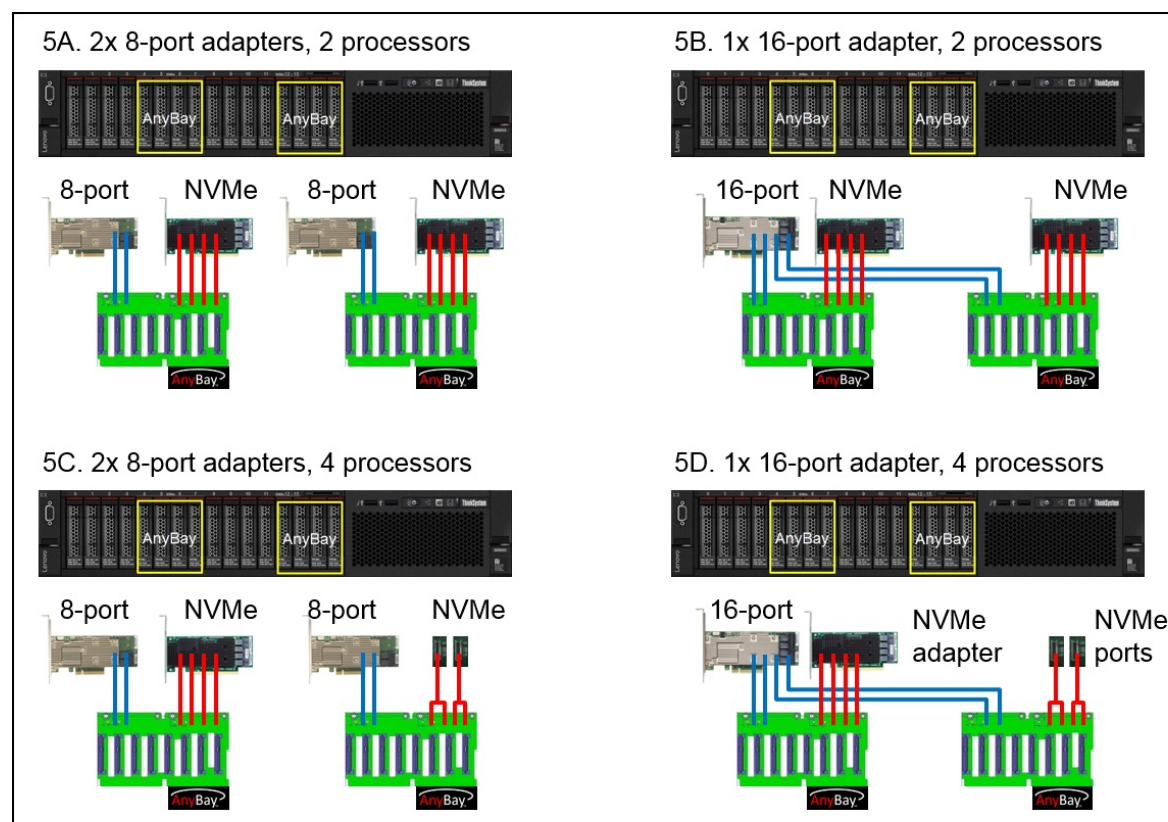 5A. 2x 8-port adapters, 2 processors
AnyBay
AnyBay
8-port
NVMe
8-port
NVMe
AnyBay
AnyBay
5B. 1x 16-port adapter, 2 processors
AnyBay
AnyBay
16-port
NVMe
NVMe
AnyBay
AnyBay
5C. 2x 8-port adapters, 4 processors
AnyBay
AnyBay
8-port
NVMe
8-port
NVMe
AnyBay
AnyBay
5D. 1x 16-port adapter, 4 processors
AnyBay
AnyBay
16-port
NVMe
adapter
NVMe
ports
AnyBay
AnyBay